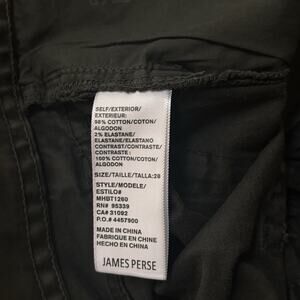 SELF/EXTERIOR/
EXTERIEUR:
98% COTTON/COTON/
ALGODON
2% ELASTANE/
ELASTANE/ELASTANO
CONTRAST/CONTRASTE/
CONTRASTE:
100% COTTON/COTON/
ALGODON
SIZE/TAILLE/TALLA:28
STYLE/MODELE/
ESTILO#
MHBT1260
RN# 95339
CA# 31092
P.O.# 4457900
MADE IN CHINA
FABRIQUE EN CHINE
HECHO EN CHINA
JAMES PERSE